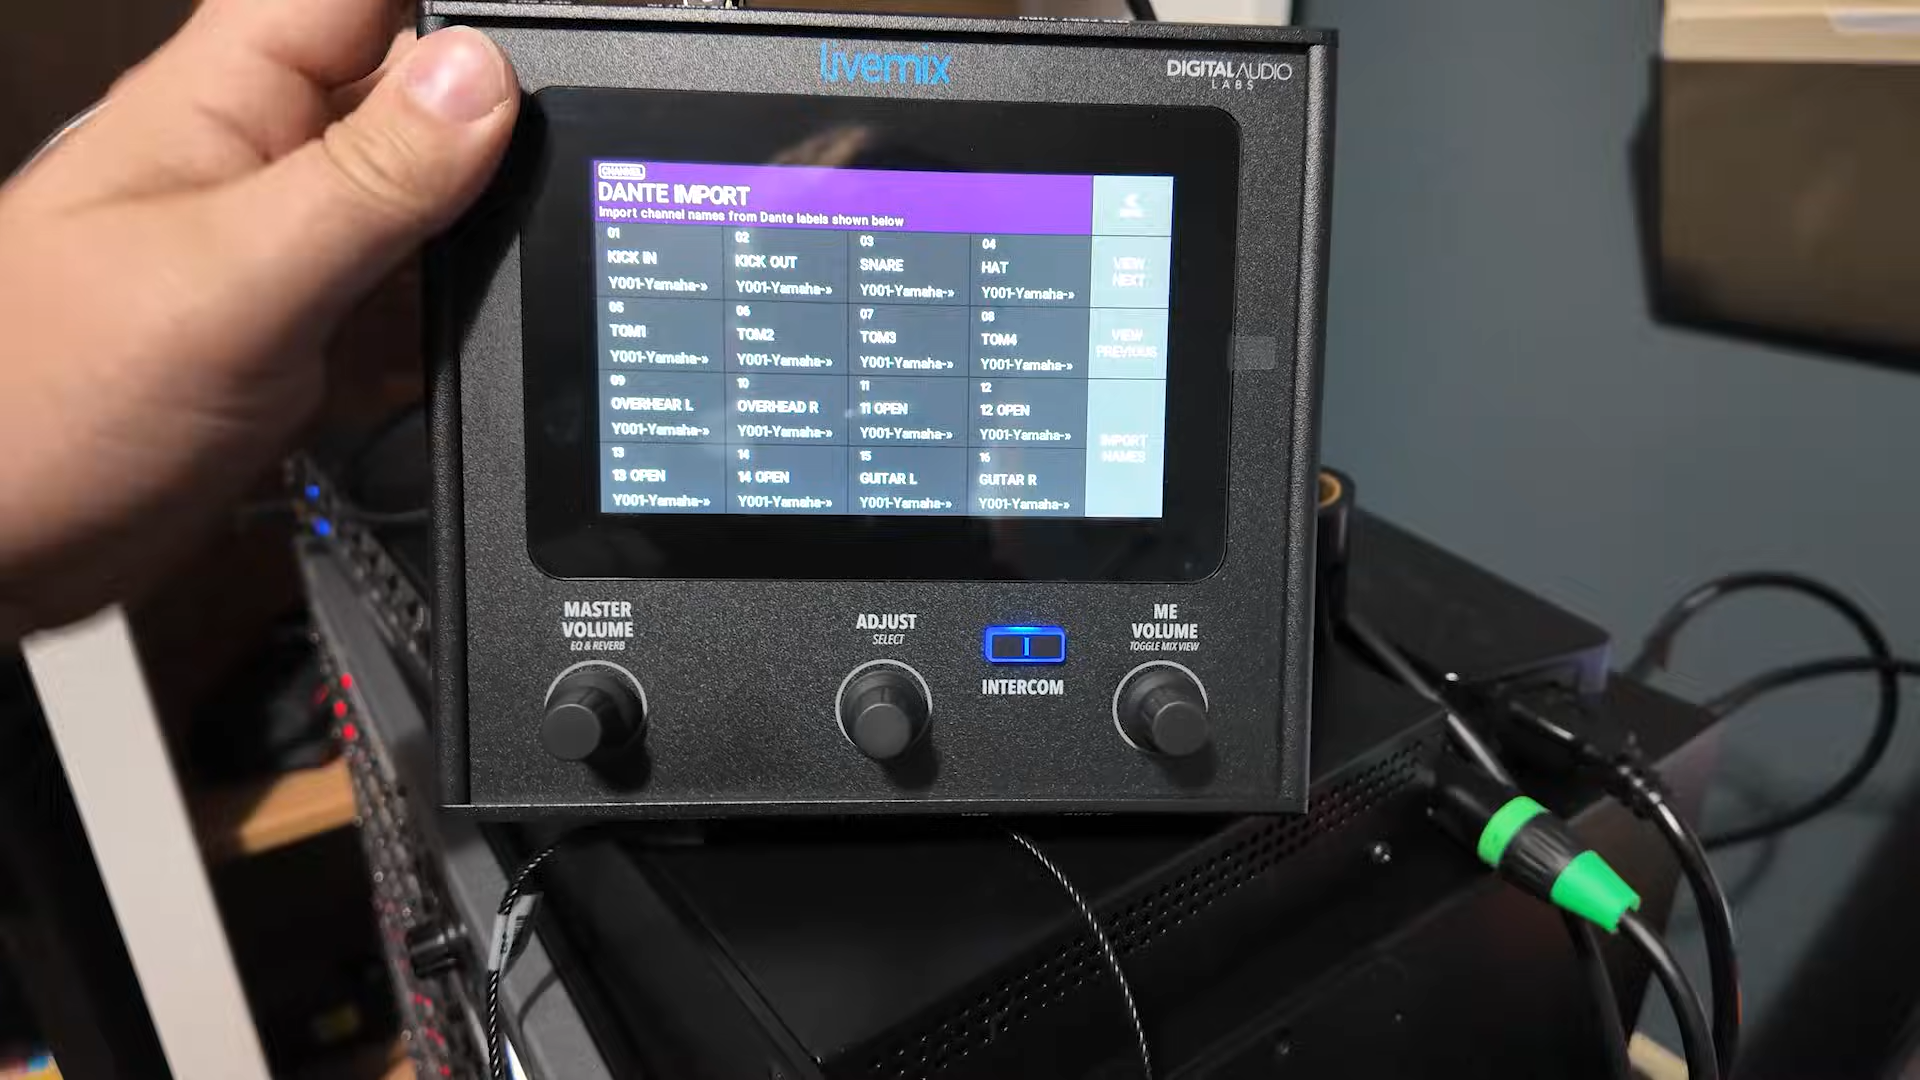 livemix
DIGITAL AUDIO
LABS
CHANNEL
DANTE IMPORT
Import channel names from Dante labels shown below
01
KICK IN
Y001-Yamaha-»
02
KICK OUT
Y001-Yamaha-»
03
SNARE
Y001-Yamaha-»
04
HAT
Y001-Yamaha-»
VIEW
NEXT
05
TOM1
Y001-Yamaha-»
06
TOM2
Y001-Yamaha-»
07
TOM3
Y001-Yamaha-»
08
TOM4
Y001-Yamaha-»
VIEW
PREVIOUS
09
OVERHEAR L
Y001-Yamaha-»
10
OVERHEAD R
Y001-Yamaha-»
11
11 OPEN
Y001-Yamaha-»
12
12 OPEN
Y001-Yamaha-»
IMPORT
NAMES
13
13 OPEN
Y001-Yamaha-»
14
14 OPEN
Y001-Yamaha-»
15
GUITAR L
Y001-Yamaha-»
16
GUITAR R
Y001-Yamaha-»
MASTER
VOLUME
EQ & REVERB
ADJUST
SELECT
INTERCOM
ME
VOLUME
TOGGLE MIX VIEW